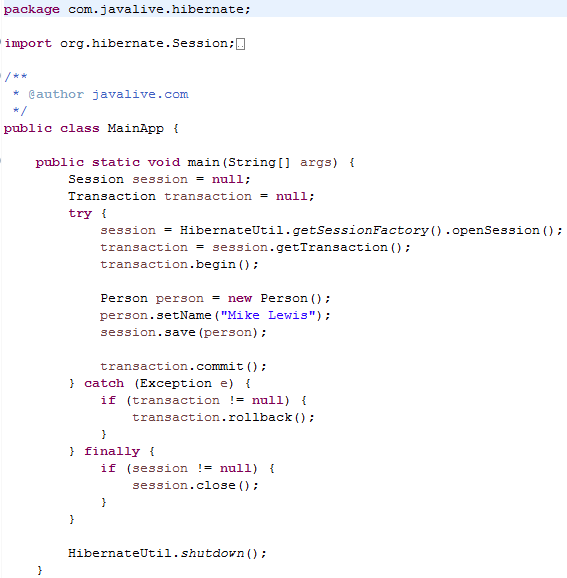 package com.javalive.hibernate;
import org.hibernate.Session;
/**
* @author javalive.com
*/
public class MainApp {
public static void main(String[] args) {
Session session = null;
Transaction transaction = null;
try {
session = HibernateUtil.getSessionFactory().openSession();
transaction = session.getTransaction();
transaction.begin();
Person person = new Person();
person.setName("Mike Lewis");
session.save(person);
transaction.commit();
} catch (Exception e) {
if (transaction != null) {
transaction.rollback();
}
} finally {
if (session != null) {
session.close();
}
}
HibernateUtil.shutdown();
}